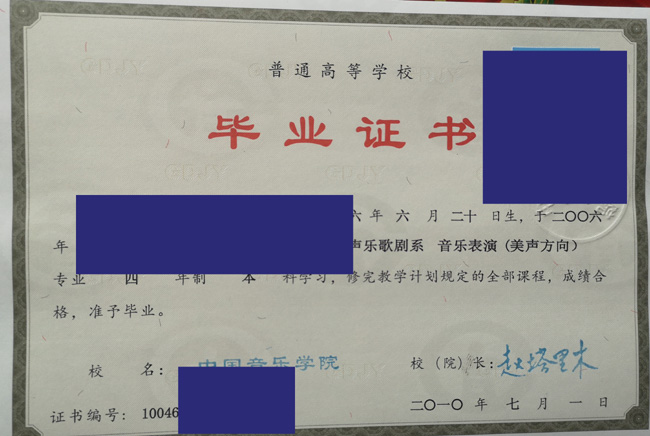 普通高等学校
毕业证书
六年 六 月 二十 日生，于二〇〇六
年 声乐歌剧系 音乐表演 (美声方向)
专业 四 年制 本 科学习，修完教学计划规定的全部课程，成绩合
格，准予毕业。
校 名： 中国音乐学院 校（院）长：赵塔里木
证书编号：10046 二〇一〇 年 七 月 一 日